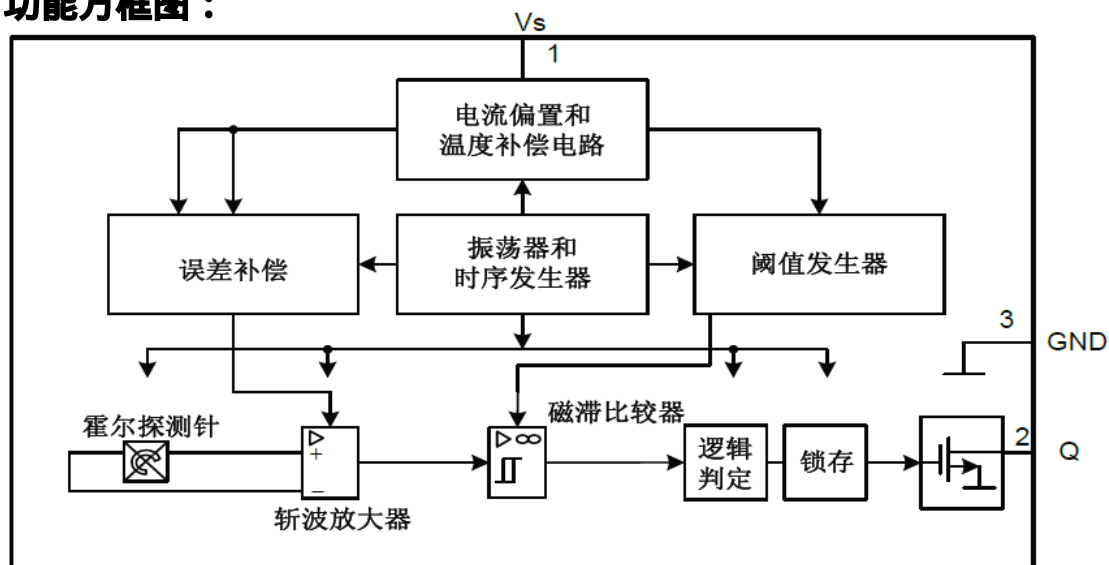 功能方框图：
Vs
1
电流偏置和
温度补偿电路
误差补偿
振荡器和
时序发生器
阈值发生器
3
GND
霍尔探测针
磁滞比较器
+
−
▷∞
逻辑
判定
锁存
2
Q
斩波放大器